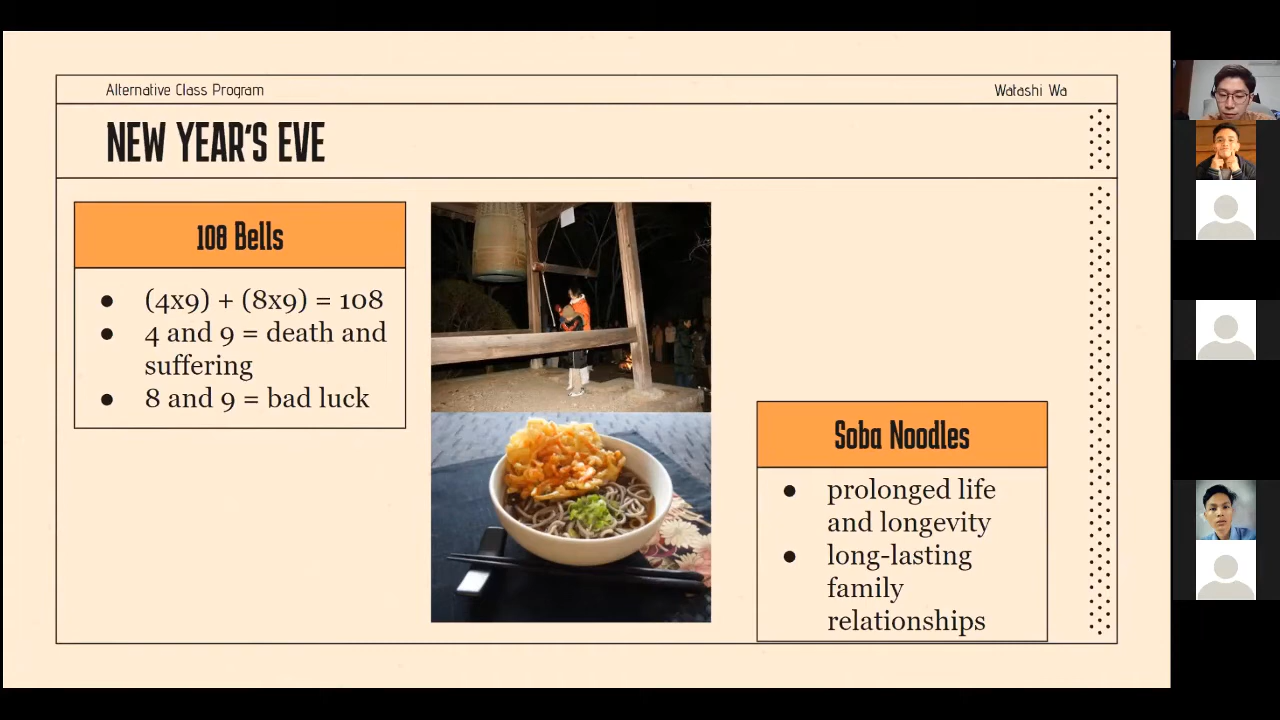 Alternative Class Program
Watashi Wa
NEW YEAR'S EVE
108 Bells
● (4x9) + (8x9) = 108
● 4 and 9 = death and
suffering
● 8 and 9 = bad luck
Soba Noodles
● prolonged life
and longevity
● long-lasting
family
relationships